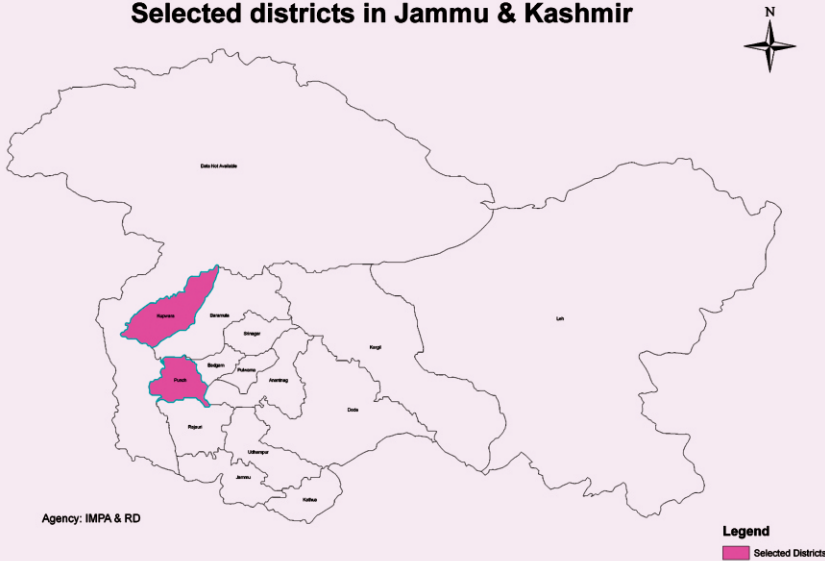 Selected districts in Jammu & Kashmir
N
Data Not Available
Kupwara
Baramula
Srinagar
Leh
Kargil
Badgam
Pulwama
Punch
Anantnag
Doda
Rajauri
Udhampur
Jammu
Kathua
Agency: IMPA & RD
Legend
Selected Districts